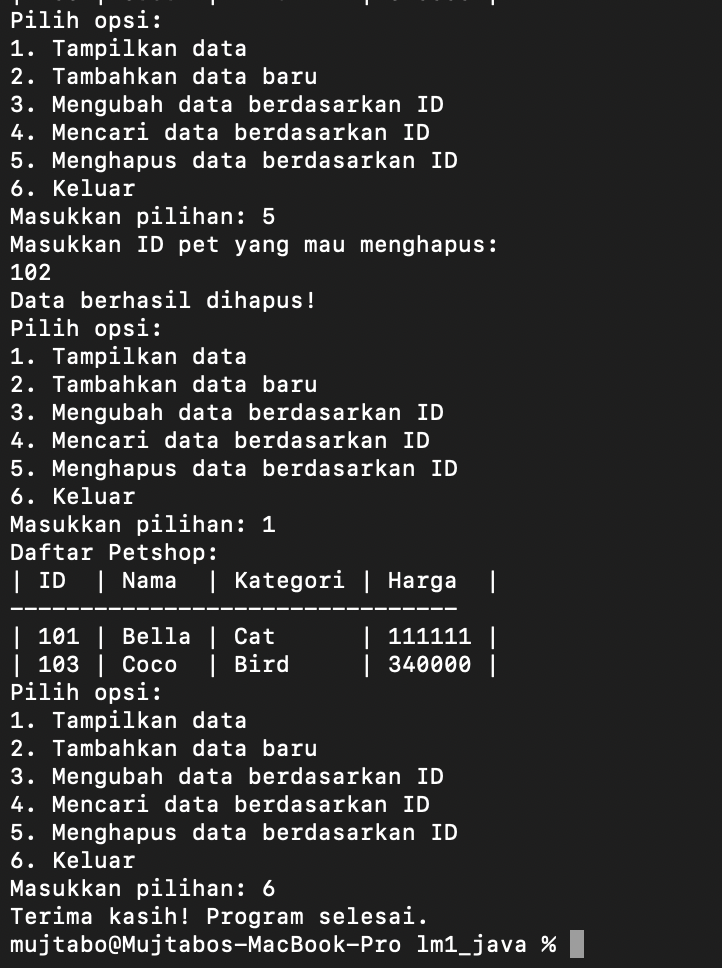 Pilih opsi:
1. Tampilkan data
2. Tambahkan data baru
3. Mengubah data berdasarkan ID
4. Mencari data berdasarkan ID
5. Menghapus data berdasarkan ID
6. Keluar
Masukkan pilihan: 5
Masukkan ID pet yang mau menghapus:
102
Data berhasil dihapus!
Pilih opsi:
1. Tampilkan data
2. Tambahkan data baru
3. Mengubah data berdasarkan ID
4. Mencari data berdasarkan ID
5. Menghapus data berdasarkan ID
6. Keluar
Masukkan pilihan: 1
Daftar Petshop:
| ID  | Nama  | Kategori | Harga  |
--------------------------------
| 101 | Bella | Cat      | 111111 |
| 103 | Coco  | Bird     | 340000 |
Pilih opsi:
1. Tampilkan data
2. Tambahkan data baru
3. Mengubah data berdasarkan ID
4. Mencari data berdasarkan ID
5. Menghapus data berdasarkan ID
6. Keluar
Masukkan pilihan: 6
Terima kasih! Program selesai.
mujtabo@Mujtabos-MacBook-Pro lm1_java %